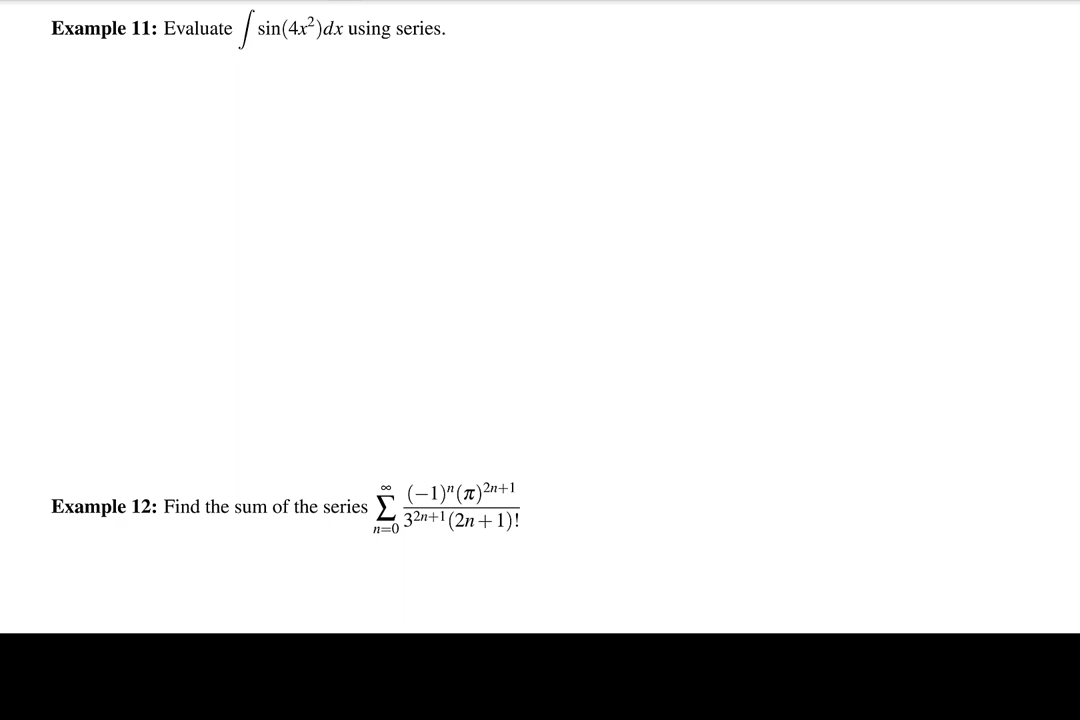 Example 11: Evaluate ∫ sin(4x²)dx using series.
Example 12: Find the sum of the series ∑_{n=0}^{∞} \frac{(−1)^n(π)^{2n+1}}{3^{2n+1}(2n+1)!}